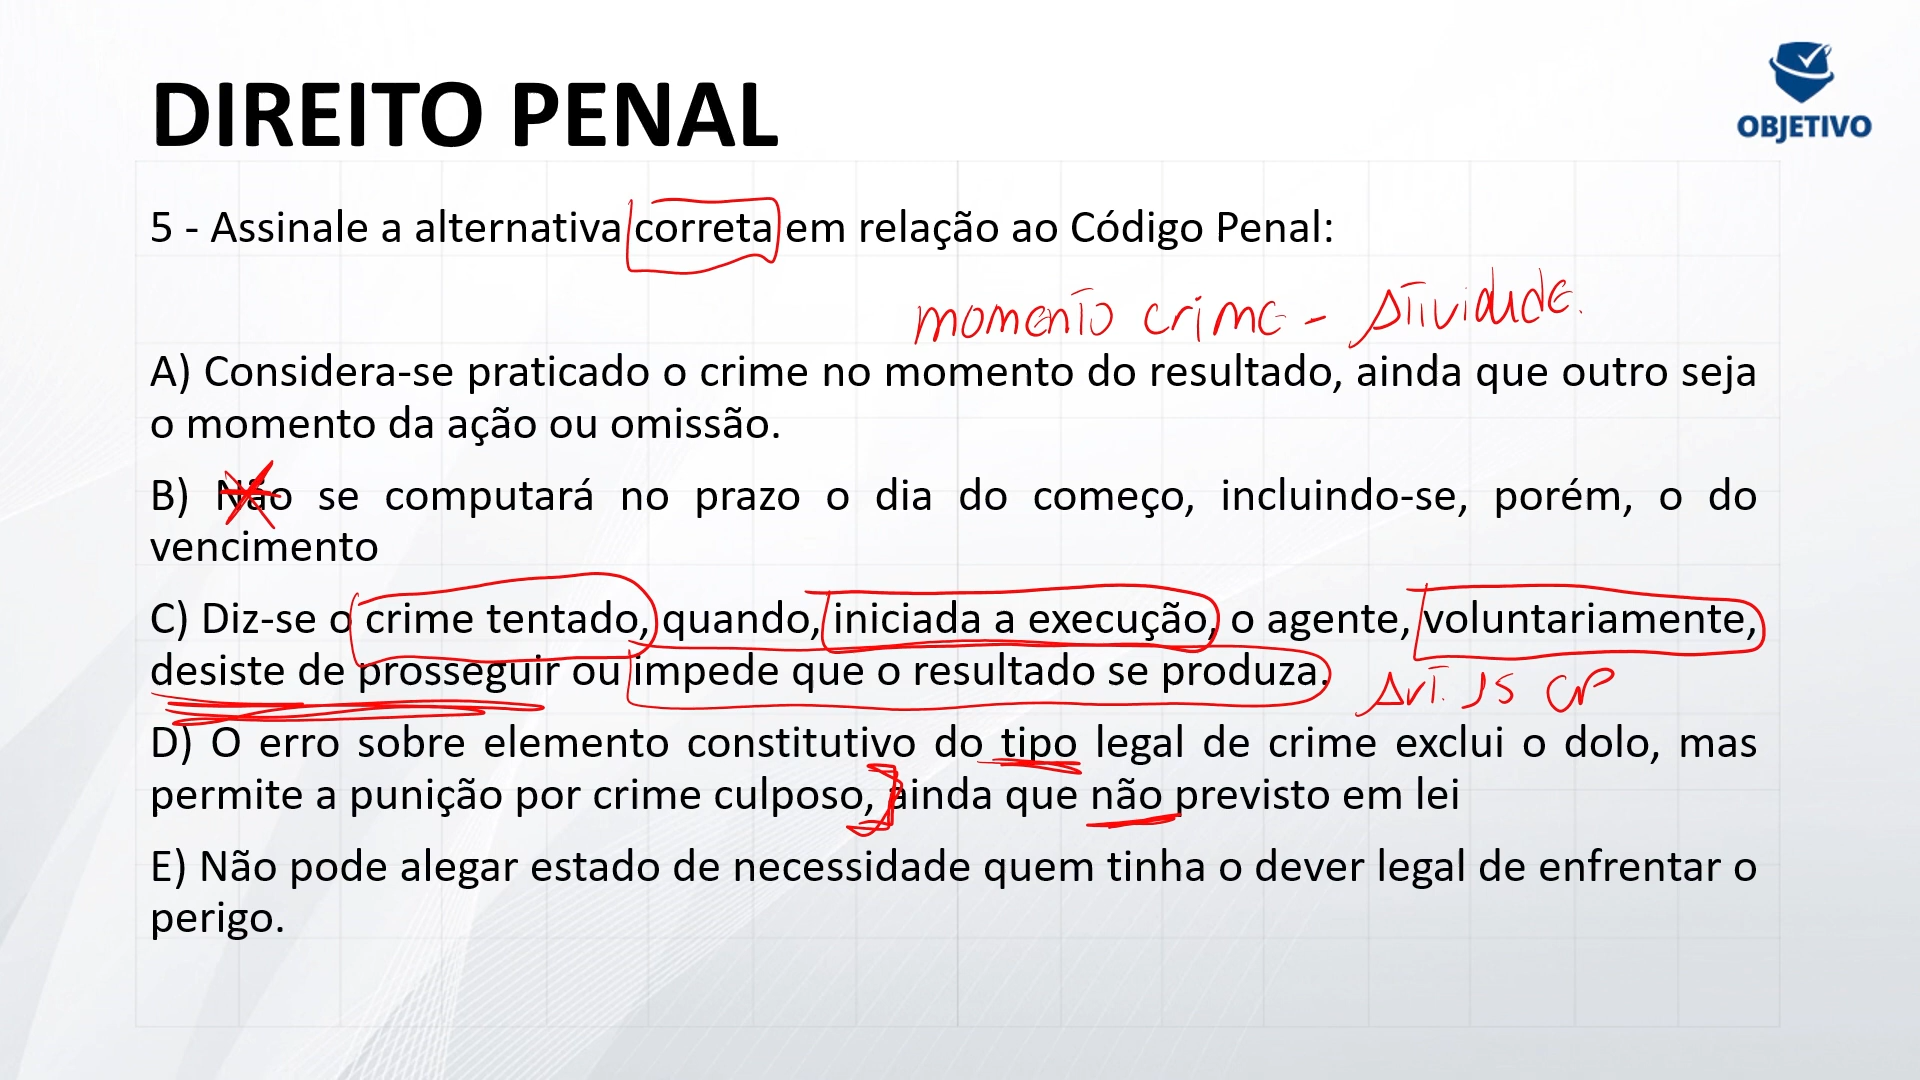 DIREITO PENAL
OBJETIVO
5 - Assinale a alternativa correta em relação ao Código Penal:
momento crime - Atividade.
A) Considera-se praticado o crime no momento do resultado, ainda que outro seja
o momento da ação ou omissão.
B) Não se computará no prazo o dia do começo, incluindo-se, porém, o do
vencimento
C) Diz-se o crime tentado, quando, iniciada a execução, o agente, voluntariamente,
desiste de prosseguir ou impede que o resultado se produza.
Art. 15 CP
D) O erro sobre elemento constitutivo do tipo legal de crime exclui o dolo, mas
permite a punição por crime culposo, ainda que não previsto em lei
E) Não pode alegar estado de necessidade quem tinha o dever legal de enfrentar o
perigo.